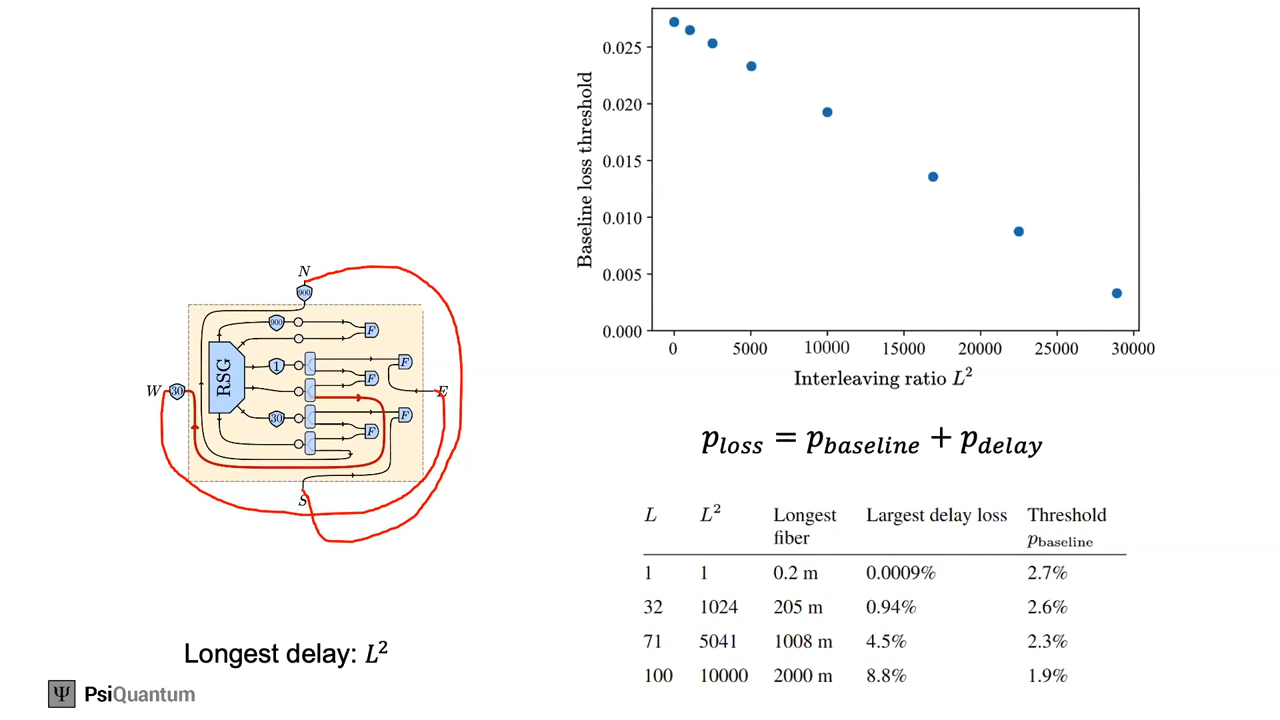 N
900
900
F
1
F
F
RSG
W
30
E
30
F
F
S
Longest delay: L²
Ψ PsiQuantum
Baseline loss threshold
0.025
0.020
0.015
0.010
0.005
0.000
0 5000 10000 15000 20000 25000 30000
Interleaving ratio L²
p_loss = p_baseline + p_delay
L L² Longest fiber Largest delay loss Threshold p_baseline
1 1 0.2 m 0.0009% 2.7%
32 1024 205 m 0.94% 2.6%
71 5041 1008 m 4.5% 2.3%
100 10000 2000 m 8.8% 1.9%